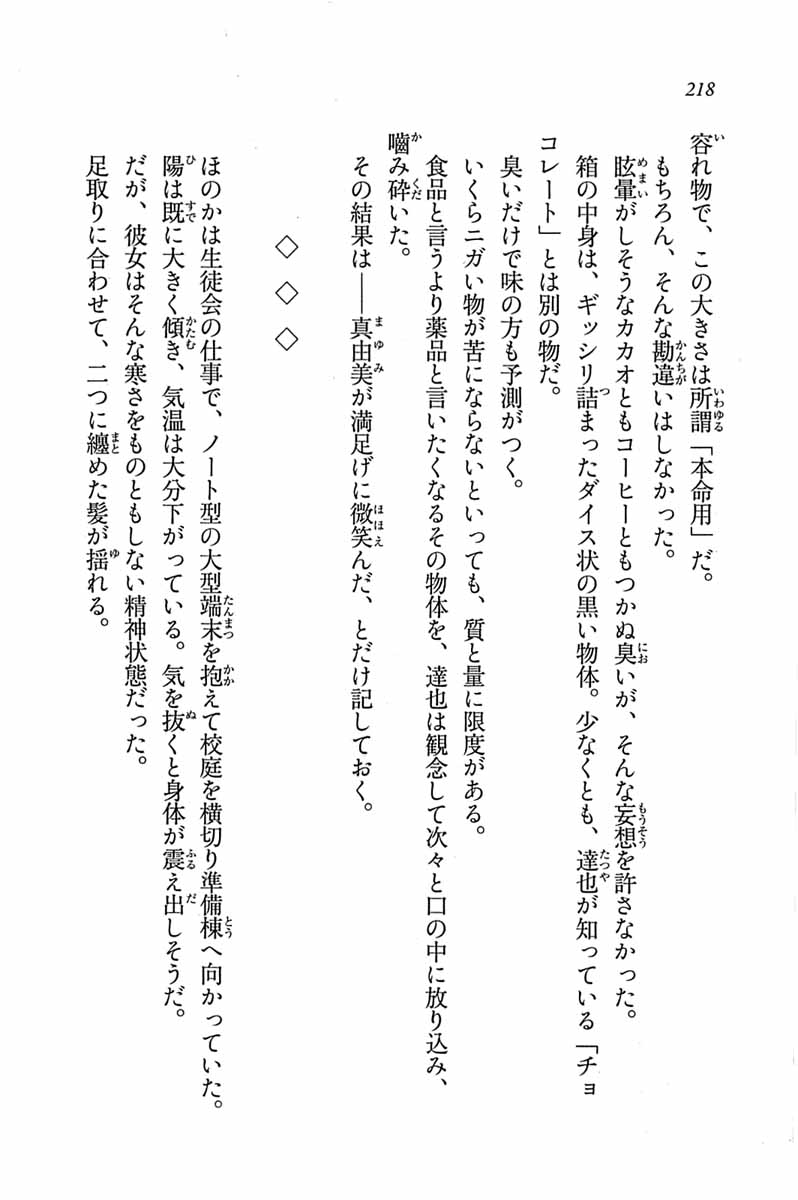 218
容れ物で、この大きさは所謂「本命用」だ。
もちろん、そんな勘違いはしなかった。
眩暈がしそうなカカオともコーヒーともつかぬ臭いが、そんな妄想を許さなかった。
箱の中身は、ギッシリ詰まったダイス状の黒い物体。少なくとも、達也が知っている「チョ
コレート」とは別の物だ。
臭いだけで味の方も予測がつく。
いくらニガい物が苦にならないといっても、質と量に限度がある。
食品と言うより薬品と言いたくなるその物体を、達也は観念して次々と口の中に放り込み、
嚙み砕いた。
その結果は――真由美が満足げに微笑んだ、とだけ記しておく。
◇ ◇ ◇
ほのかは生徒会の仕事で、ノート型の大型端末を抱えて校庭を横切り準備棟へ向かっていた。
陽は既に大きく傾き、気温は大分下がっている。気を抜くと身体が震え出しそうだ。
だが、彼女はそんな寒さをものともしない精神状態だった。
足取りに合わせて、二つに纏めた髪が揺れる。